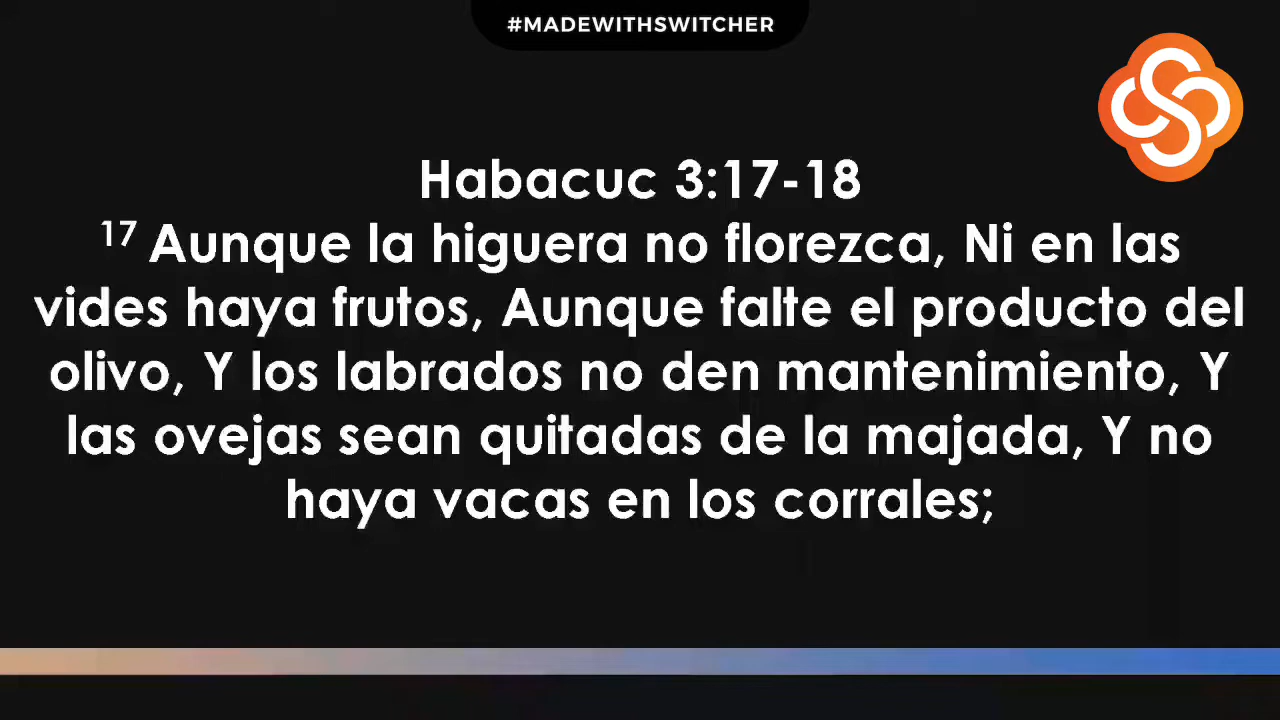 #MADEWITHSWITCHER
Habacuc 3:17-18
17 Aunque la higuera no florezca, Ni en las
vides haya frutos, Aunque falte el producto del
olivo, Y los labrados no den mantenimiento, Y
las ovejas sean quitadas de la majada, Y no
haya vacas en los corrales;